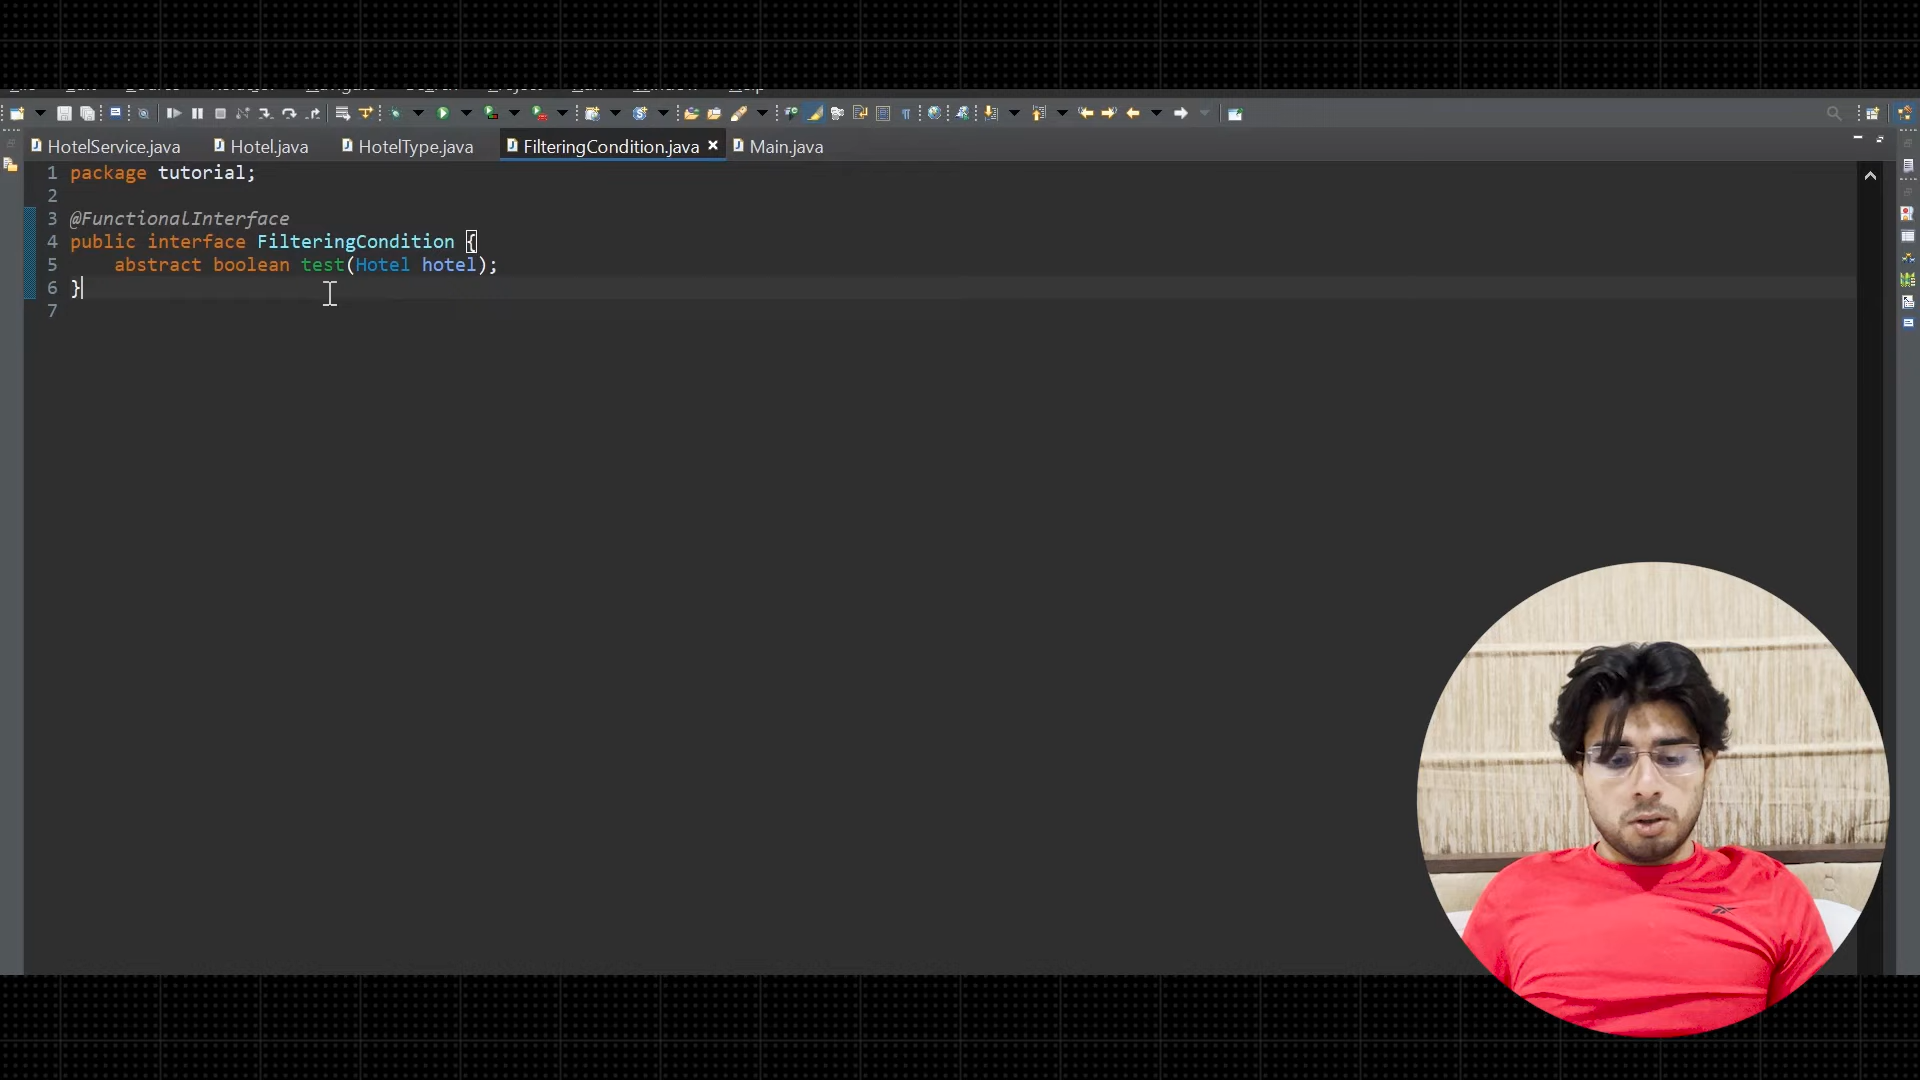 HotelService.java Hotel.java HotelType.java FilteringCondition.java Main.java
1 package tutorial;
2
3 @FunctionalInterface
4 public interface FilteringCondition {
5 abstract boolean test(Hotel hotel);
6 }
7